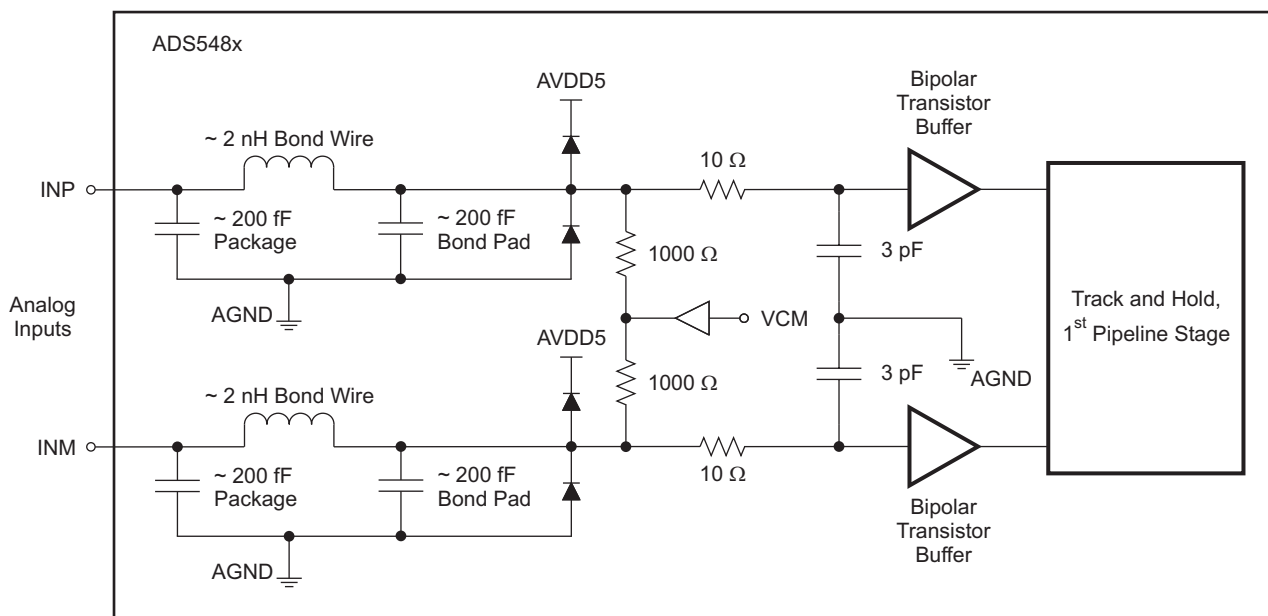 ADS548x
AVDD5
Bipolar
Transistor
Buffer
~ 2 nH Bond Wire
10 Ω
INP
~ 200 fF
Package
~ 200 fF
Bond Pad
1000 Ω
3 pF
Analog
Inputs
AGND
VCM
Track and Hold,
1st Pipeline Stage
AVDD5
1000 Ω
3 pF
AGND
~ 2 nH Bond Wire
INM
10 Ω
~ 200 fF
Package
~ 200 fF
Bond Pad
Bipolar
Transistor
Buffer
AGND